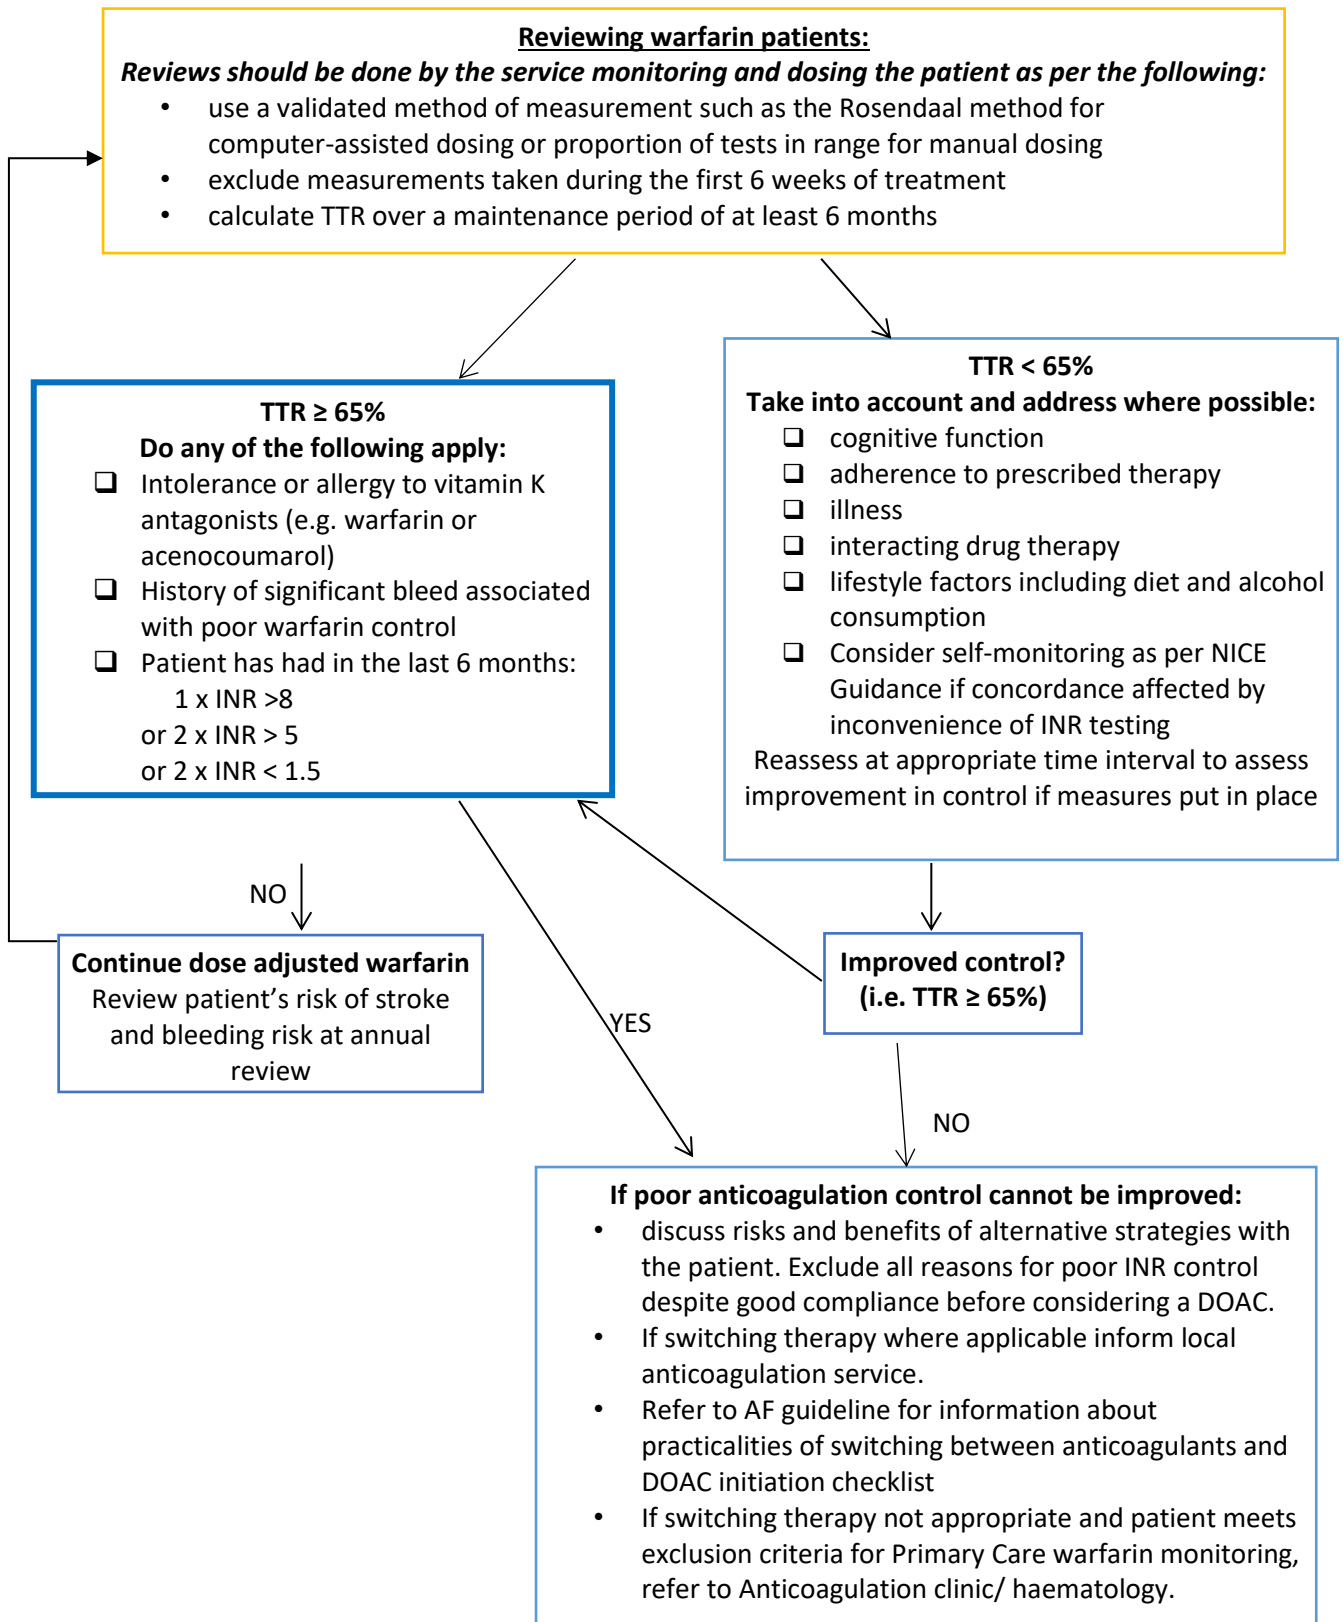 Reviewing warfarin patients:
Reviews should be done by the service monitoring and dosing the patient as per the following:
• use a validated method of measurement such as the Rosendaal method for
computer-assisted dosing or proportion of tests in range for manual dosing
• exclude measurements taken during the first 6 weeks of treatment
• calculate TTR over a maintenance period of at least 6 months
TTR ≥ 65%
Do any of the following apply:
❑ Intolerance or allergy to vitamin K
antagonists (e.g. warfarin or
acenocoumarol)
❑ History of significant bleed associated
with poor warfarin control
❑ Patient has had in the last 6 months:
1 x INR >8
or 2 x INR > 5
or 2 x INR < 1.5
TTR < 65%
Take into account and address where possible:
❑ cognitive function
❑ adherence to prescribed therapy
❑ illness
❑ interacting drug therapy
❑ lifestyle factors including diet and alcohol
consumption
❑ Consider self-monitoring as per NICE
Guidance if concordance affected by
inconvenience of INR testing
Reassess at appropriate time interval to assess
improvement in control if measures put in place
NO
Continue dose adjusted warfarin
Review patient’s risk of stroke
and bleeding risk at annual
review
Improved control?
(i.e. TTR ≥ 65%)
YES
NO
If poor anticoagulation control cannot be improved:
• discuss risks and benefits of alternative strategies with
the patient. Exclude all reasons for poor INR control
despite good compliance before considering a DOAC.
• If switching therapy where applicable inform local
anticoagulation service.
• Refer to AF guideline for information about
practicalities of switching between anticoagulants and
DOAC initiation checklist
• If switching therapy not appropriate and patient meets
exclusion criteria for Primary Care warfarin monitoring,
refer to Anticoagulation clinic/ haematology.